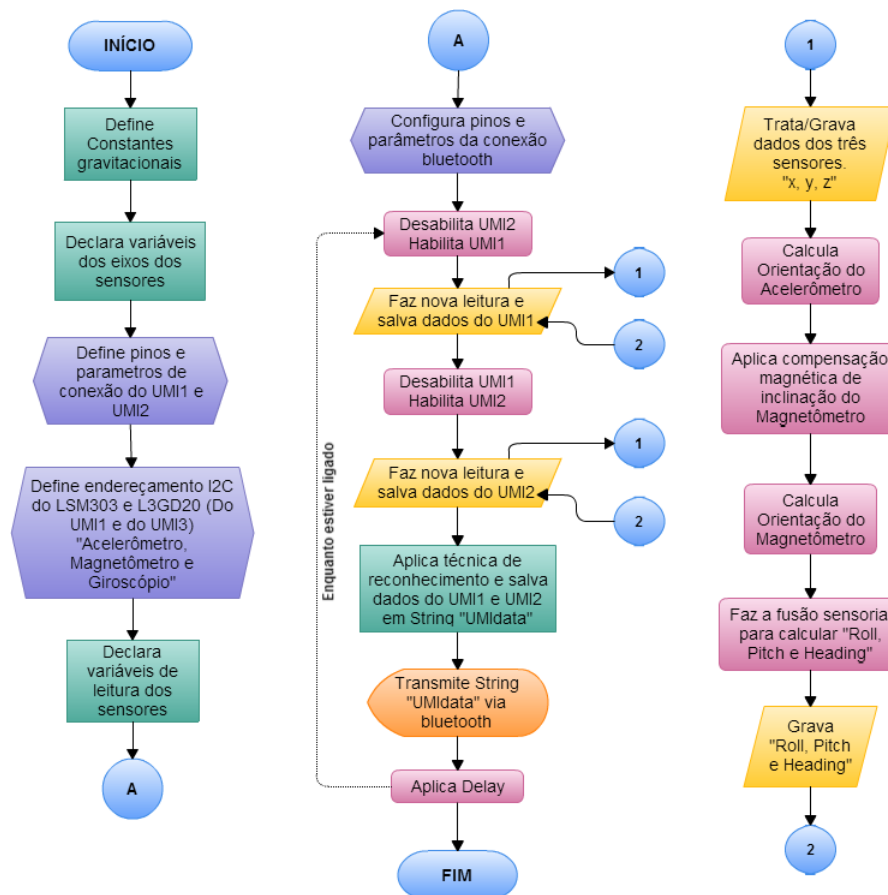 INÍCIO
Define
Constantes
gravitacionais
Declara variáveis
dos eixos dos
sensores
Define pinos e
parametros de
conexão do UMI1 e
UMI2
Define endereçamento I2C
do LSM303 e L3GD20 (Do
UMI1 e do UMI3)
"Acelerômetro,
Magnetômetro e
Giroscópio"
Declara
variáveis de
leitura dos
sensores
A
A
Configura pinos e
parâmetros da conexão
bluetooth
Desabilita UMI2
Habilita UMI1
1
Faz nova leitura e
salva dados do UMI1
2
Desabilita UMI1
Habilita UMI2
1
Faz nova leitura e
salva dados do UMI2
2
Aplica técnica de
reconhecimento e salva
dados do UMI1 e UMI2
em String "UMIdata"
Transmite String
"UMIdata" via
bluetooth
Aplica Delay
Enquanto estiver ligado
FIM
1
Trata/Grava
dados dos três
sensores.
"x, y, z"
Calcula
Orientação do
Acelerômetro
Aplica compensação
magnética de
inclinação do
Magnetômetro
Calcula
Orientação do
Magnetômetro
Faz a fusão sensoria
para calcular "Roll,
Pitch e Heading"
Grava
"Roll, Pitch
e Heading"
2